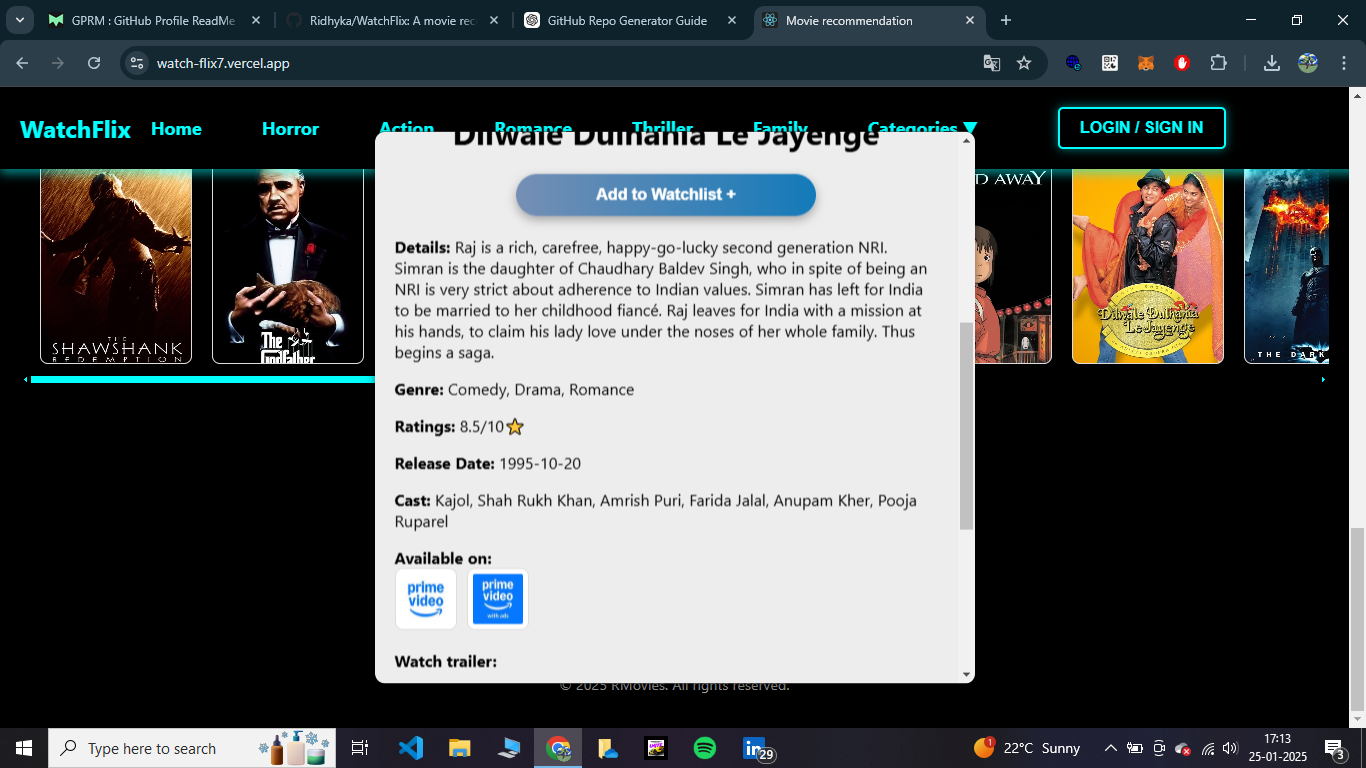 GPRM : GitHub Profile ReadMe
Ridhyka/WatchFlix: A movie rec
GitHub Repo Generator Guide
Movie recommendation
watch-flix7.vercel.app
WatchFlix
Home
Horror
Action
Romance
Thriller
Family
Categories ▼
LOGIN / SIGN IN
Dilwale Dulhania Le Jayenge
Add to Watchlist +
Details: Raj is a rich, carefree, happy-go-lucky second generation NRI.
Simran is the daughter of Chaudhary Baldev Singh, who in spite of being an
NRI is very strict about adherence to Indian values. Simran has left for India
to be married to her childhood fiancé. Raj leaves for India with a mission at
his hands, to claim his lady love under the noses of her whole family. Thus
begins a saga.
Genre: Comedy, Drama, Romance
Ratings: 8.5/10⭐
Release Date: 1995-10-20
Cast: Kajol, Shah Rukh Khan, Amrish Puri, Farida Jalal, Anupam Kher, Pooja
Ruparel
Available on:
prime
video
prime
video
with ads
Watch trailer:
THE
SHAWSHANK
REDEMPTION
The
Godfather
D AWAY
Dilwale Dulhania
Le Jayenge
THE DARK
© 2025 RMovies. All rights reserved.
Type here to search
29
1
22°C Sunny
17:13
25-01-2025
3